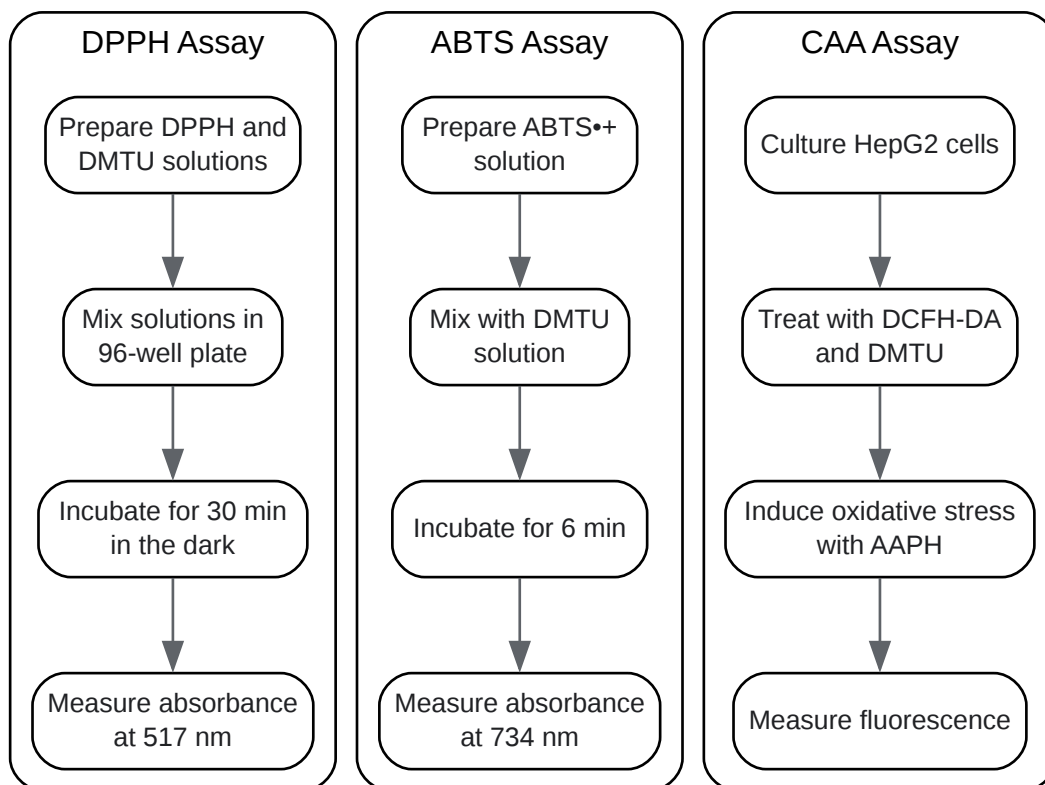 DPPH Assay
Prepare DPPH and
DMTU solutions
Mix solutions in
96-well plate
Incubate for 30 min
in the dark
Measure absorbance
at 517 nm
ABTS Assay
Prepare ABTS•+
solution
Mix with DMTU
solution
Incubate for 6 min
Measure absorbance
at 734 nm
CAA Assay
Culture HepG2 cells
Treat with DCFH-DA
and DMTU
Induce oxidative stress
with AAPH
Measure fluorescence